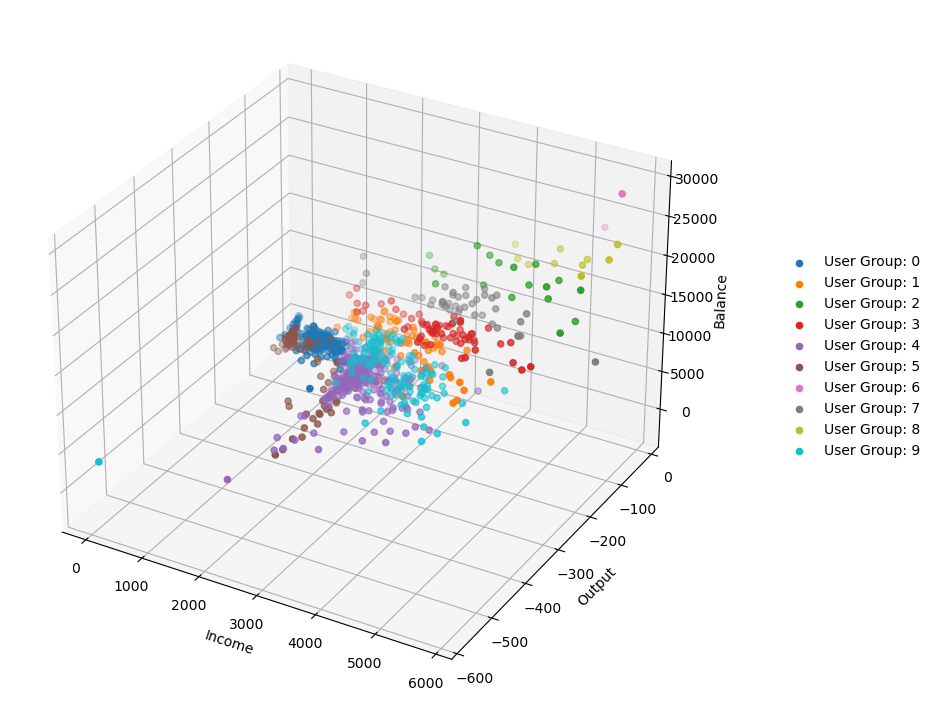 30000
25000
20000
15000
10000
5000
0
Balance
0
−100
−200
−300
−400
−500
−600
Output
0
1000
2000
3000
4000
5000
6000
Income
User Group: 0
User Group: 1
User Group: 2
User Group: 3
User Group: 4
User Group: 5
User Group: 6
User Group: 7
User Group: 8
User Group: 9